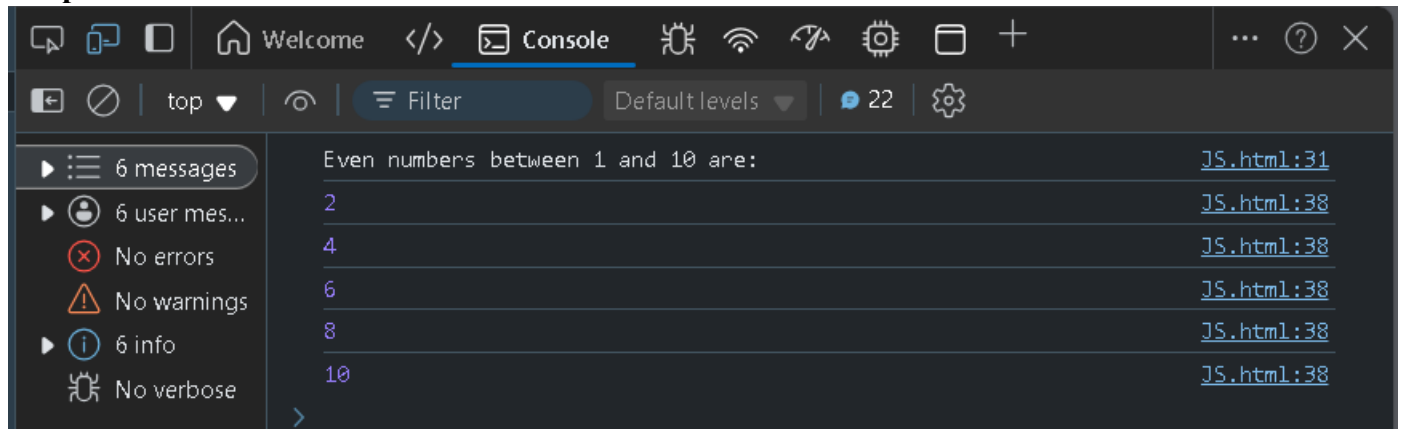 Welcome </> Console
top Filter Default levels 22
6 messages
6 user mes...
No errors
No warnings
6 info
No verbose
Even numbers between 1 and 10 are: JS.html:31
2 JS.html:38
4 JS.html:38
6 JS.html:38
8 JS.html:38
10 JS.html:38
>